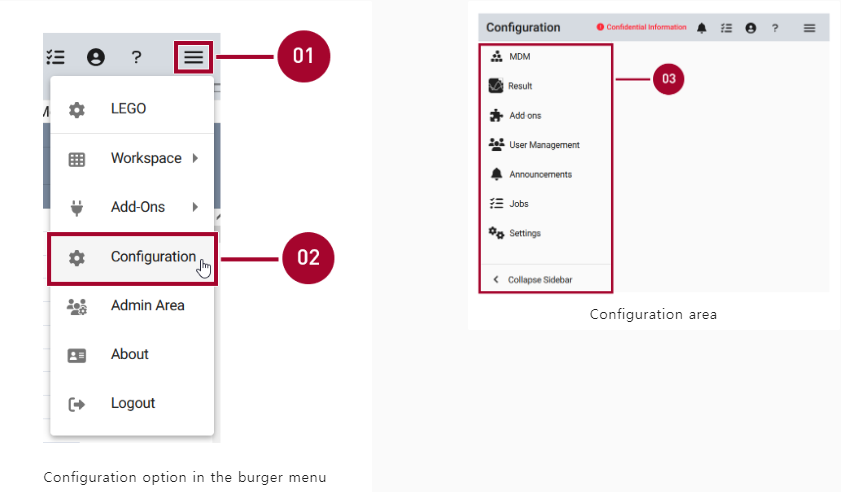 01
?
LEGO
Workspace
Add-Ons
Configuration
02
Admin Area
About
Logout
Configuration option in the burger menu
Configuration
Confidential Information
?
MDM
03
Result
Add ons
User Management
Announcements
Jobs
Settings
Collapse Sidebar
Configuration area